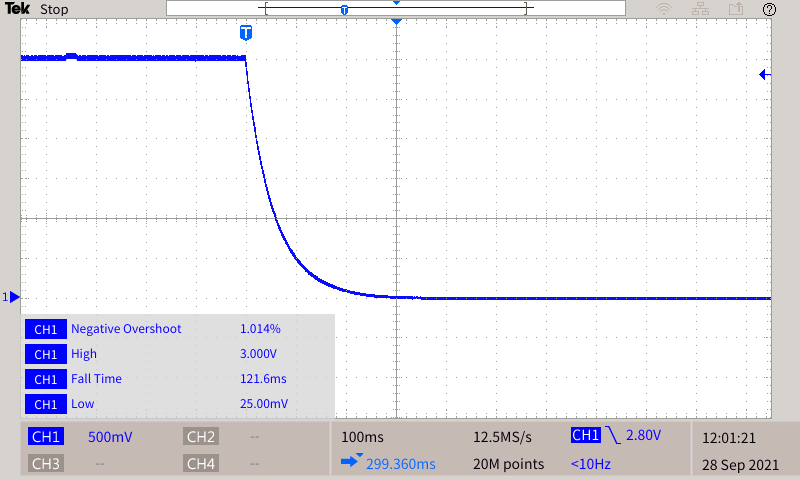 Tek Stop
T
T
1
CH1 Negative Overshoot 1.014%
CH1 High 3.000V
CH1 Fall Time 121.6ms
CH1 Low 25.00mV
CH1 500mV CH2 -- 100ms 12.5MS/s CH1 2.80V 12:01:21
CH3 -- CH4 -- 299.360ms 20M points <10Hz 28 Sep 2021